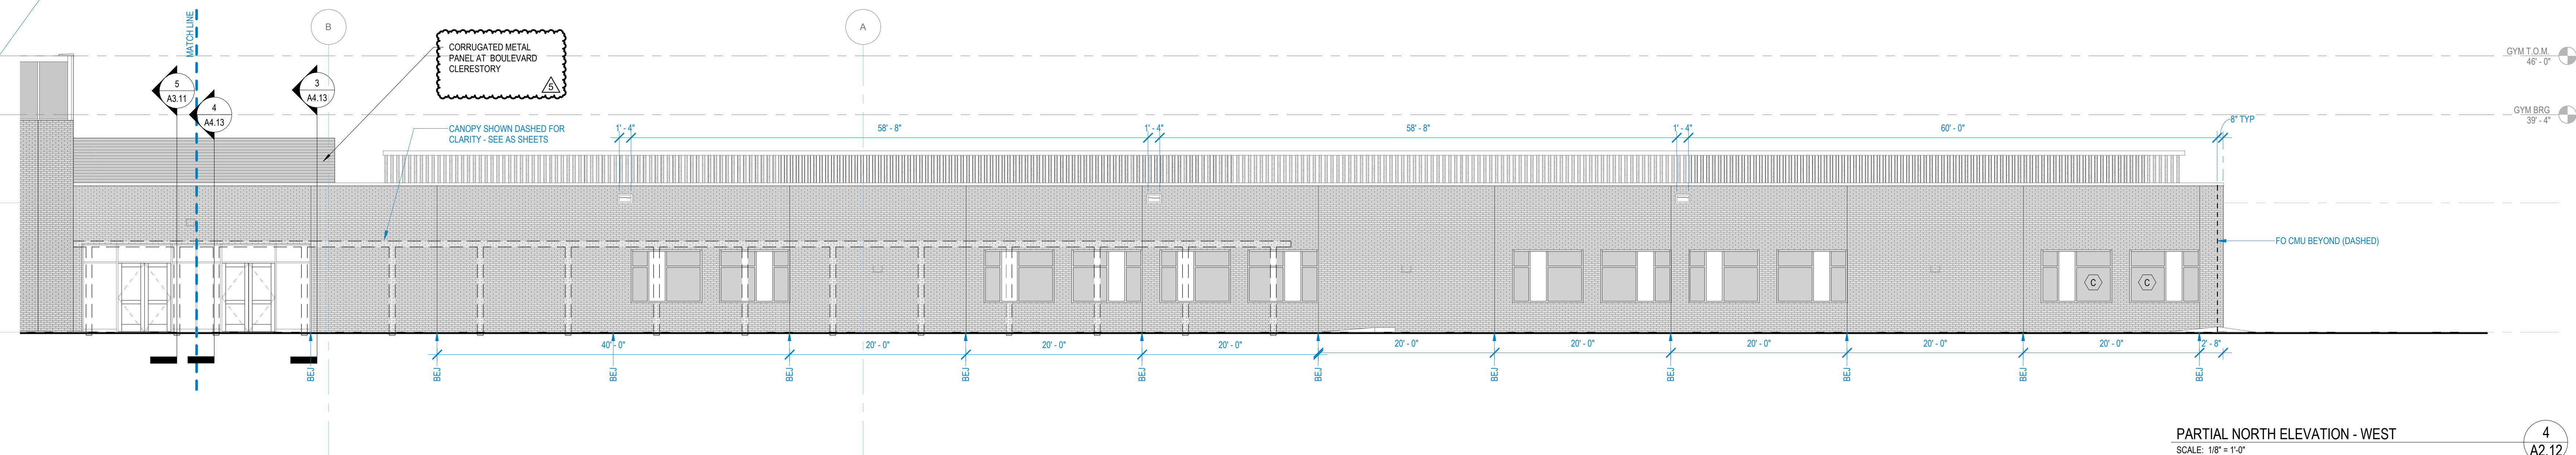 MATCH LINE
B
A
CORRUGATED METAL
PANEL AT BOULEVARD
CLERESTORY
5
GYM T.O.M.
46' - 0"
5
A3.11
3
A4.13
4
A4.13
GYM BRG
39' - 4"
CANOPY SHOWN DASHED FOR
CLARITY - SEE AS SHEETS
1' - 4"
58' - 8"
1' - 4"
58' - 8"
1' - 4"
60' - 0"
8" TYP
FO CMU BEYOND (DASHED)
C
C
40' - 0"
20' - 0"
20' - 0"
20' - 0"
20' - 0"
20' - 0"
20' - 0"
20' - 0"
20' - 0"
2' - 8"
BEJ
BEJ
BEJ
BEJ
BEJ
BEJ
BEJ
BEJ
BEJ
BEJ
BEJ
BEJ
PARTIAL NORTH ELEVATION - WEST
SCALE: 1/8" = 1'-0"
4
A2.12